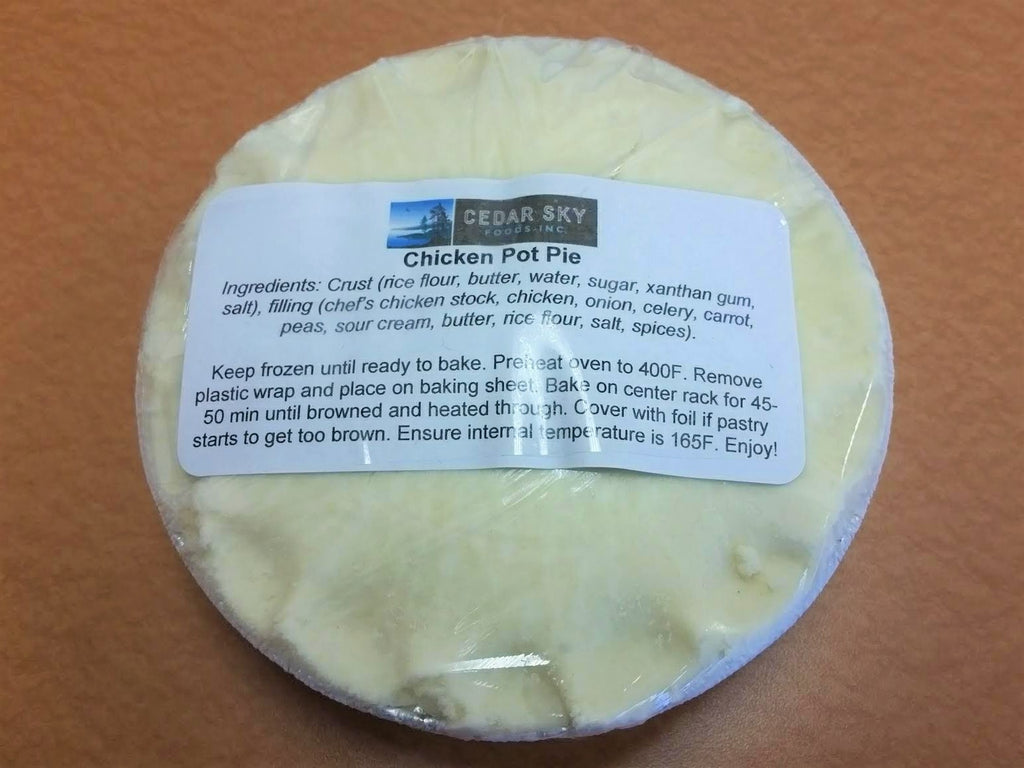 CEDAR SKY
FOODS INC.
Chicken Pot Pie
Ingredients: Crust (rice flour, butter, water, sugar, xanthan gum,
salt), filling (chef's chicken stock, chicken, onion, celery, carrot,
peas, sour cream, butter, rice flour, salt, spices).
Keep frozen until ready to bake. Preheat oven to 400F. Remove
plastic wrap and place on baking sheet. Bake on center rack for 45-
50 min until browned and heated through. Cover with foil if pastry
starts to get too brown. Ensure internal temperature is 165F. Enjoy!